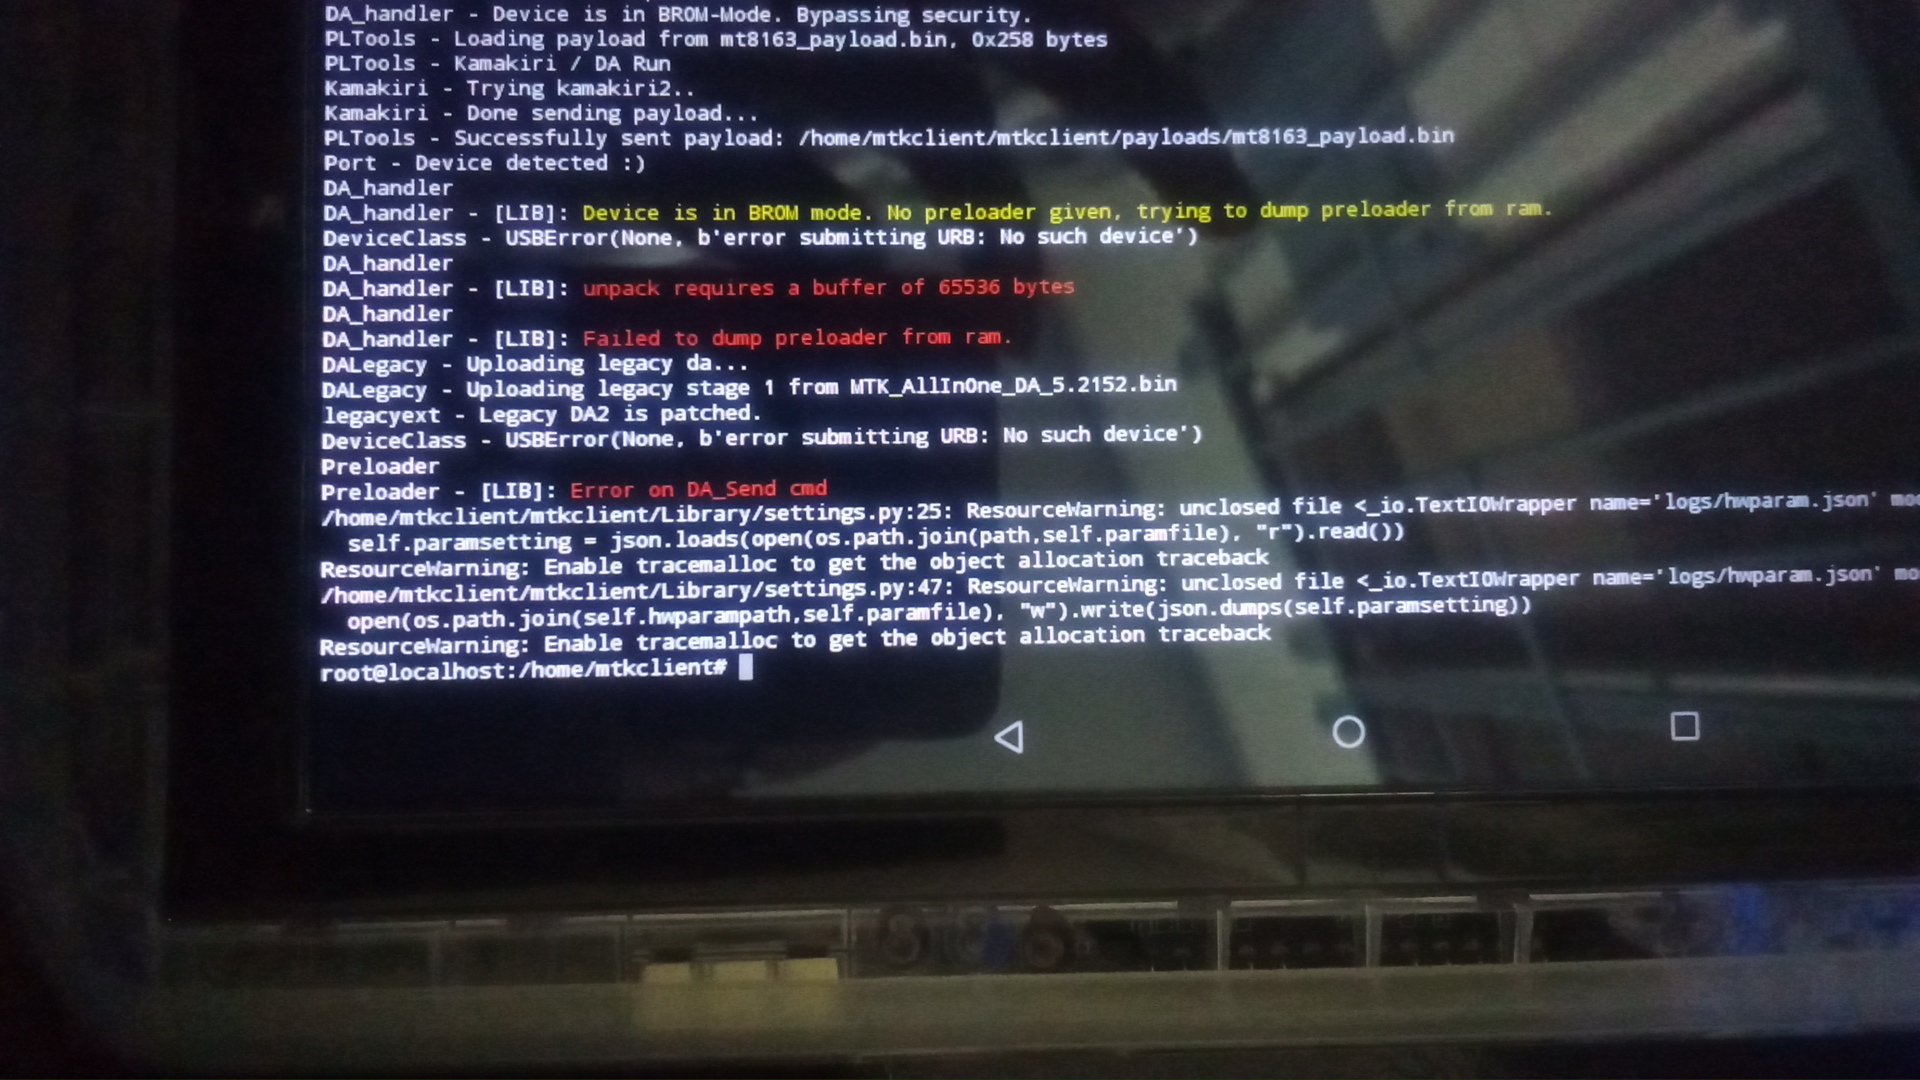 DA_handler - Device is in BROM-Mode. Bypassing security.
PLTools - Loading payload from mt8163_payload.bin, 0x258 bytes
PLTools - Kamakiri / DA Run
Kamakiri - Trying kamakiri2..
Kamakiri - Done sending payload...
PLTools - Successfully sent payload: /home/mtkclient/mtkclient/payloads/mt8163_payload.bin
Port - Device detected :)
DA_handler
DA_handler - [LIB]: Device is in BROM mode. No preloader given, trying to dump preloader from ram.
DeviceClass - USBError(None, b'error submitting URB: No such device')
DA_handler
DA_handler - [LIB]: unpack requires a buffer of 65536 bytes
DA_handler
DA_handler - [LIB]: Failed to dump preloader from ram.
DALegacy - Uploading legacy da...
DALegacy - Uploading legacy stage 1 from MTK_AllInOne_DA_5.2152.bin
legacyext - Legacy DA2 is patched.
DeviceClass - USBError(None, b'error submitting URB: No such device')
Preloader
Preloader - [LIB]: Error on DA_Send cmd
/home/mtkclient/mtkclient/Library/settings.py:25: ResourceWarning: unclosed file <_io.TextIOWrapper name='logs/hwparam.json' mo
self.paramsetting = json.loads(open(os.path.join(path,self.paramfile), "r").read())
ResourceWarning: Enable tracemalloc to get the object allocation traceback
/home/mtkclient/mtkclient/Library/settings.py:47: ResourceWarning: unclosed file <_io.TextIOWrapper name='logs/hwparam.json' mo
open(os.path.join(self.hwparampath,self.paramfile), "w").write(json.dumps(self.paramsetting))
ResourceWarning: Enable tracemalloc to get the object allocation traceback
root@localhost:/home/mtkclient#